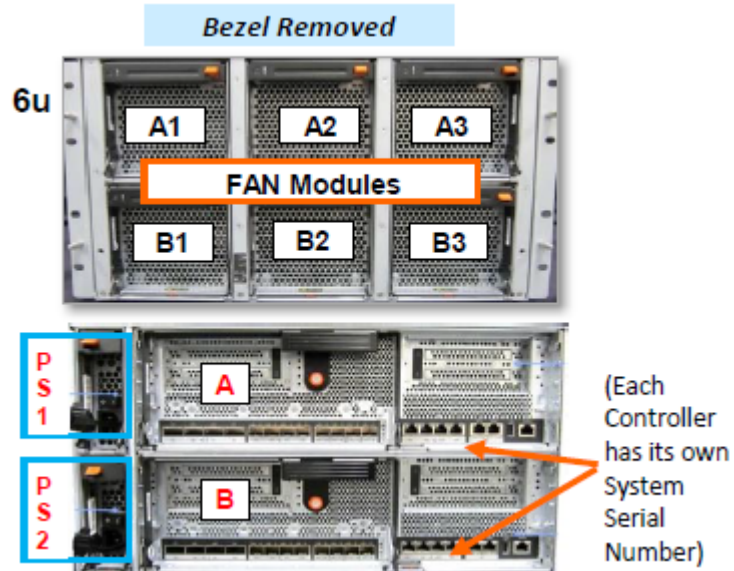 Bezel Removed
6u
A1 A2 A3
FAN Modules
B1 B2 B3
P
S
1
A
P
S
2
B
(Each
Controller
has its own
System
Serial
Number)